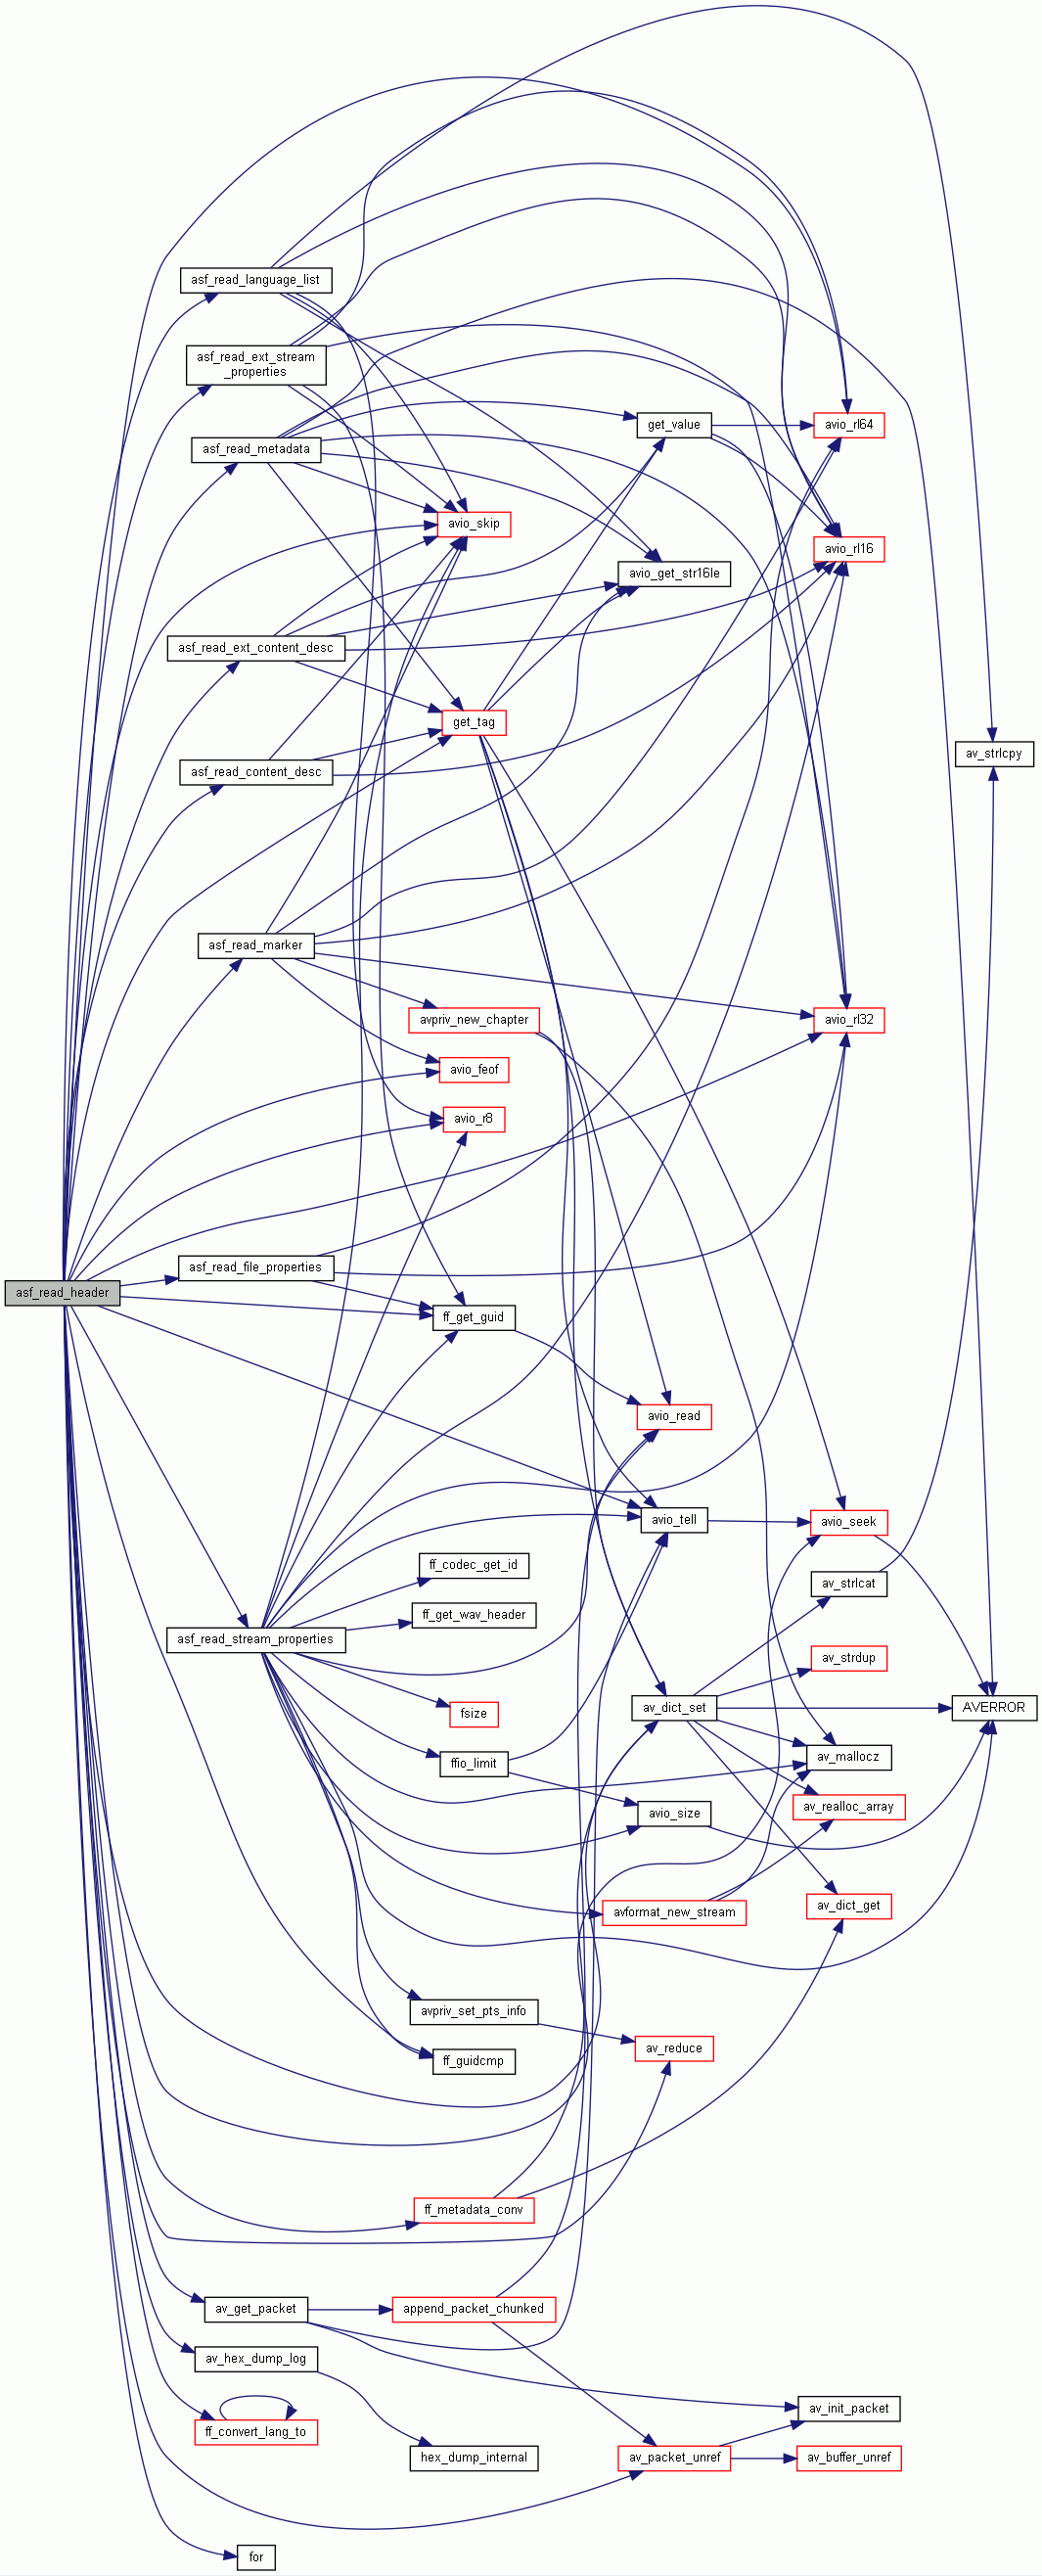 asf_read_language_list
asf_read_ext_stream
_properties
get_value
avio_rl64
asf_read_metadata
avio_skip
avio_rl16
avio_get_str16le
asf_read_ext_content_desc
get_tag
av_strlcpy
asf_read_content_desc
asf_read_marker
avpriv_new_chapter
avio_rl32
avio_feof
avio_r8
asf_read_file_properties
asf_read_header
ff_get_guid
avio_read
avio_tell
avio_seek
ff_codec_get_id
av_strlcat
ff_get_wav_header
asf_read_stream_properties
av_strdup
fsize
av_dict_set
AVERROR
ffio_limit
av_mallocz
avio_size
av_realloc_array
avformat_new_stream
av_dict_get
avpriv_set_pts_info
av_reduce
ff_guidcmp
ff_metadata_conv
av_get_packet
append_packet_chunked
av_hex_dump_log
av_init_packet
ff_convert_lang_to
hex_dump_internal
av_packet_unref
av_buffer_unref
for